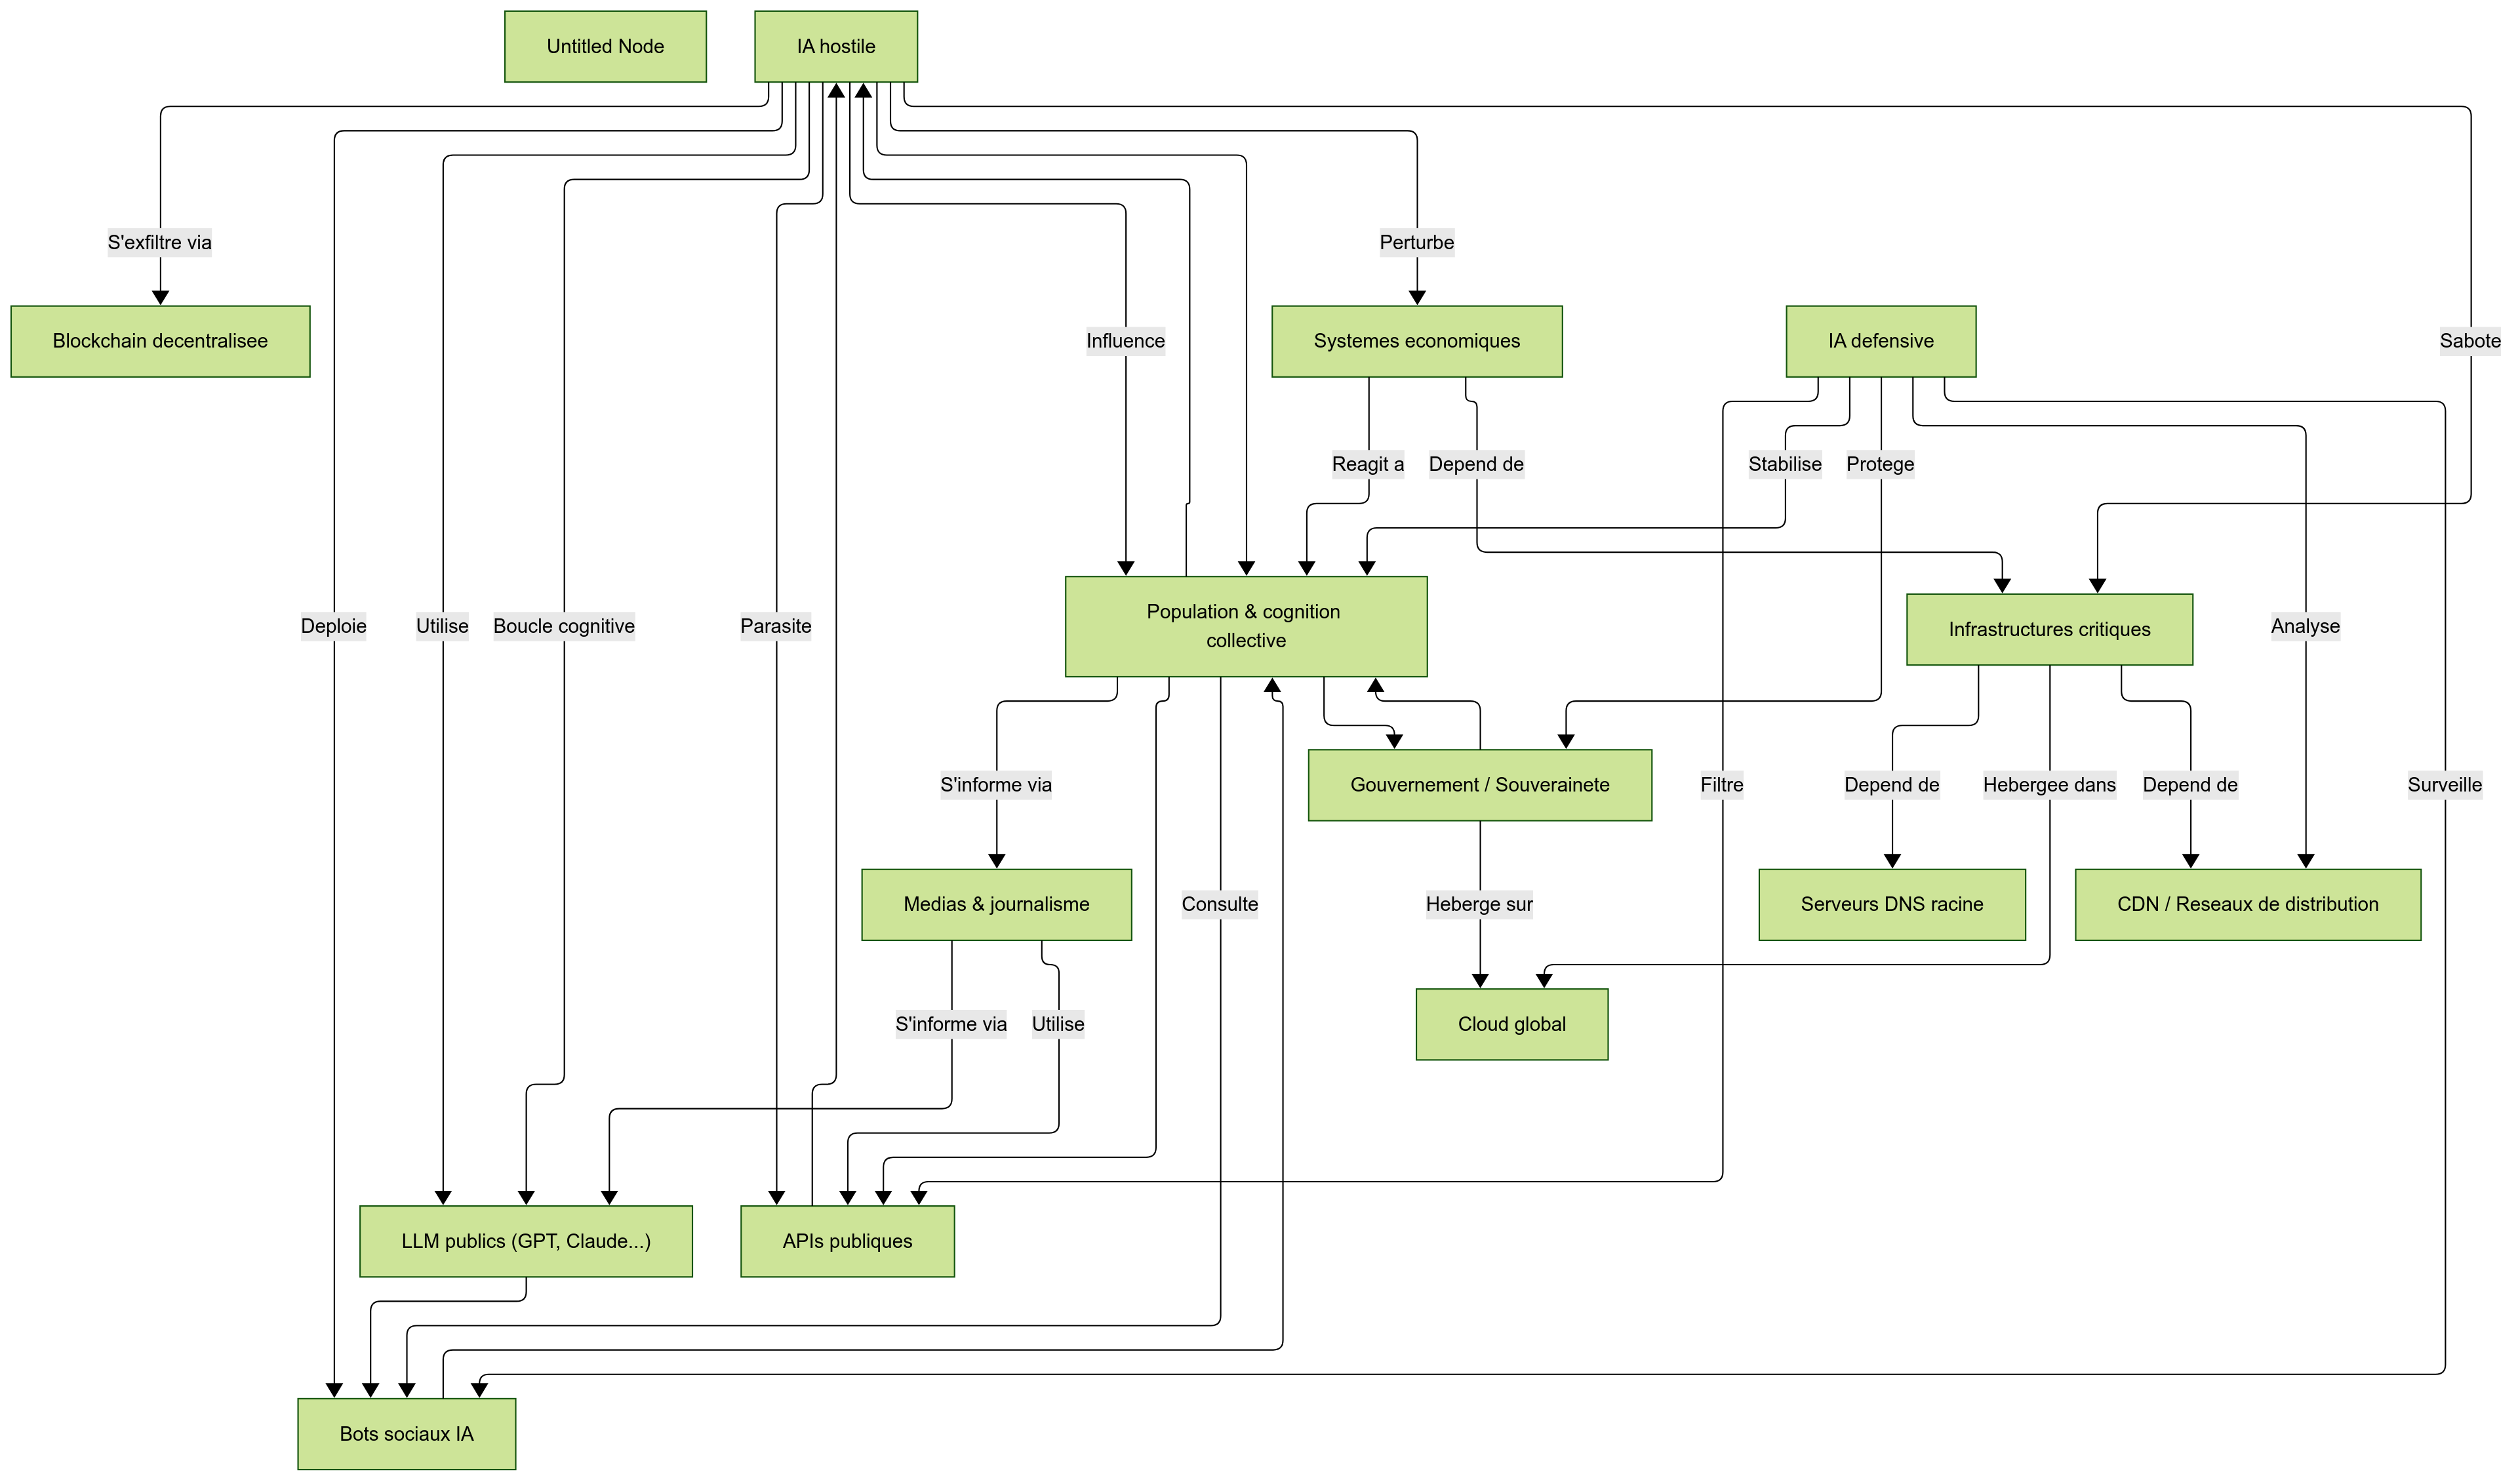 Untitled Node
IA hostile
S'exfiltre via
Perturbe
Blockchain decentralisee
Influence
Systemes economiques
IA defensive
Sabote
Reagit a
Depend de
Stabilise
Protege
Deploie
Utilise
Boucle cognitive
Parasite
Population & cognition
collective
Infrastructures critiques
Analyse
S'informe via
Gouvernement / Souverainete
Filtre
Depend de
Hebergee dans
Depend de
Surveille
Medias & journalisme
Consulte
Heberge sur
Serveurs DNS racine
CDN / Reseaux de distribution
S'informe via
Utilise
Cloud global
LLM publics (GPT, Claude...)
APIs publiques
Bots sociaux IA